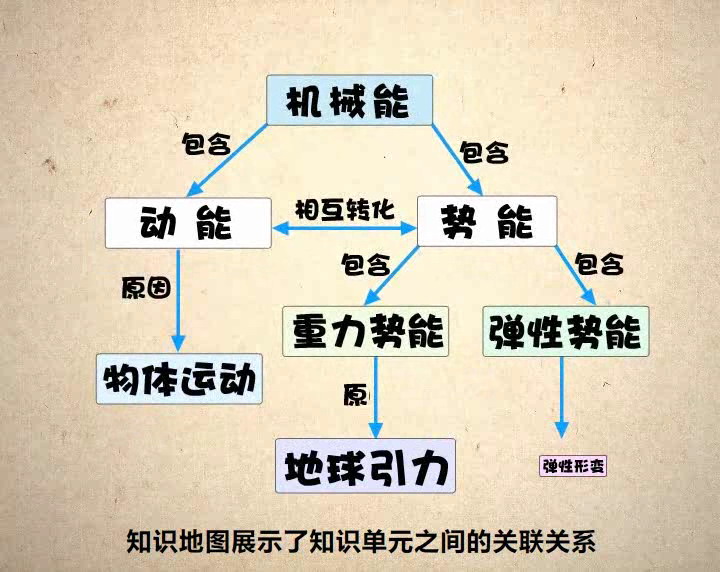 机械能
包含
包含
动能
相互转化
势能
原因
包含
包含
重力势能
弹性势能
物体运动
原
地球引力
弹性形变
知识地图展示了知识单元之间的关联关系